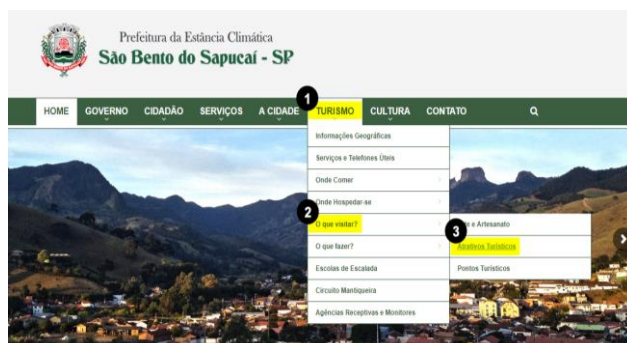 Prefeitura da Estância Climática
São Bento do Sapucaí - SP
1
HOME GOVERNO CIDADÃO SERVIÇOS A CIDADE TURISMO CULTURA CONTATO
Informações Geográficas
Serviços e Telefones Úteis
Onde Comer
Onde Hospedar-se
2
O que visitar?
e Artesanato
3
O que fazer?
Atrativos Turísticos
Escolas de Escalada
Pontos Turísticos
Circuito Mantiqueira
Agências Receptivas e Monitores